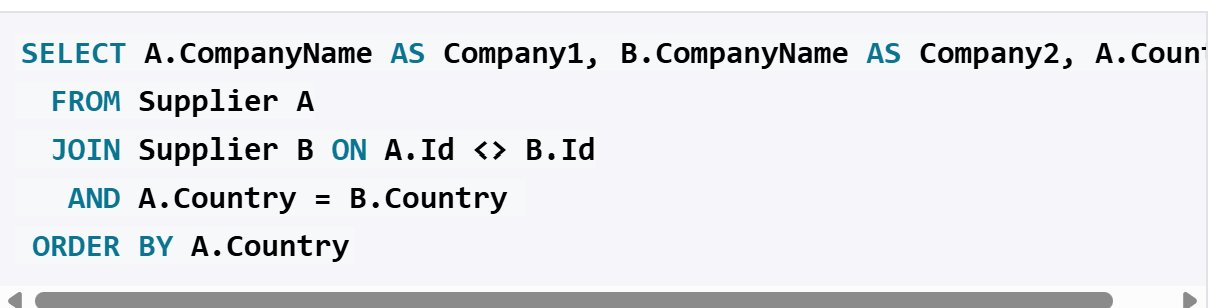 SELECT A.CompanyName AS Company1, B.CompanyName AS Company2,
FROM Supplier A
JOIN Supplier B ON A.Id <> B.Id
AND A.Country = B.Country
ORDER BY A.Country